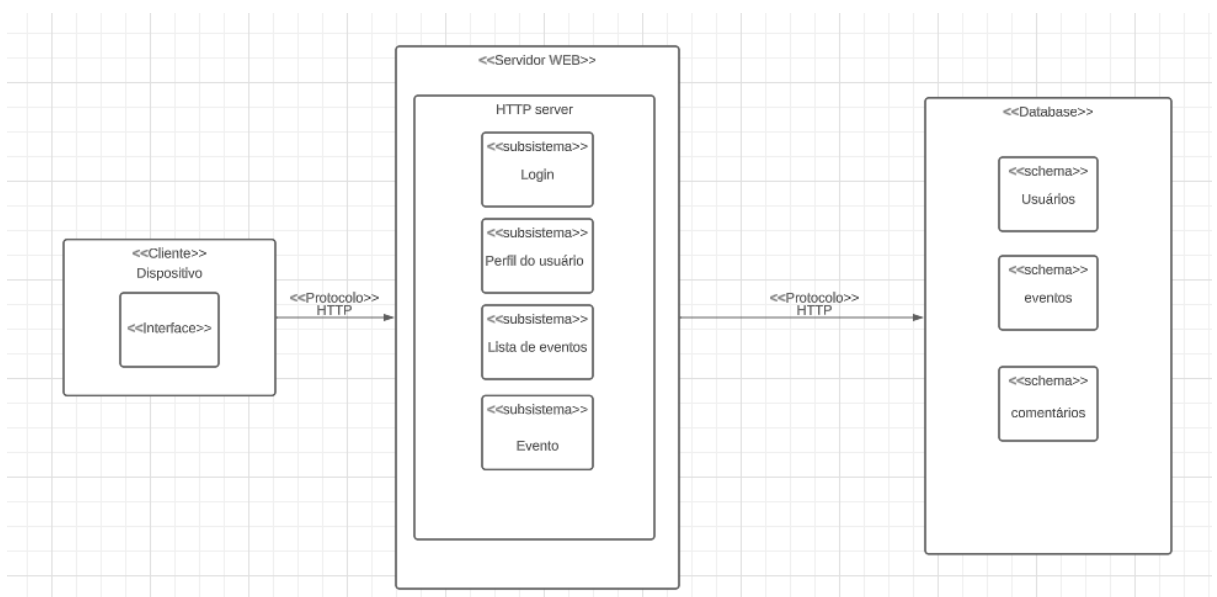 <<Cliente>>
Dispositivo
<<Interface>>
<<Protocolo>>
HTTP
<<Servidor WEB>>
HTTP server
<<subsistema>>
Login
<<subsistema>>
Perfil do usuário
<<subsistema>>
Lista de eventos
<<subsistema>>
Evento
<<Protocolo>>
HTTP
<<Database>>
<<schema>>
Usuários
<<schema>>
eventos
<<schema>>
comentários